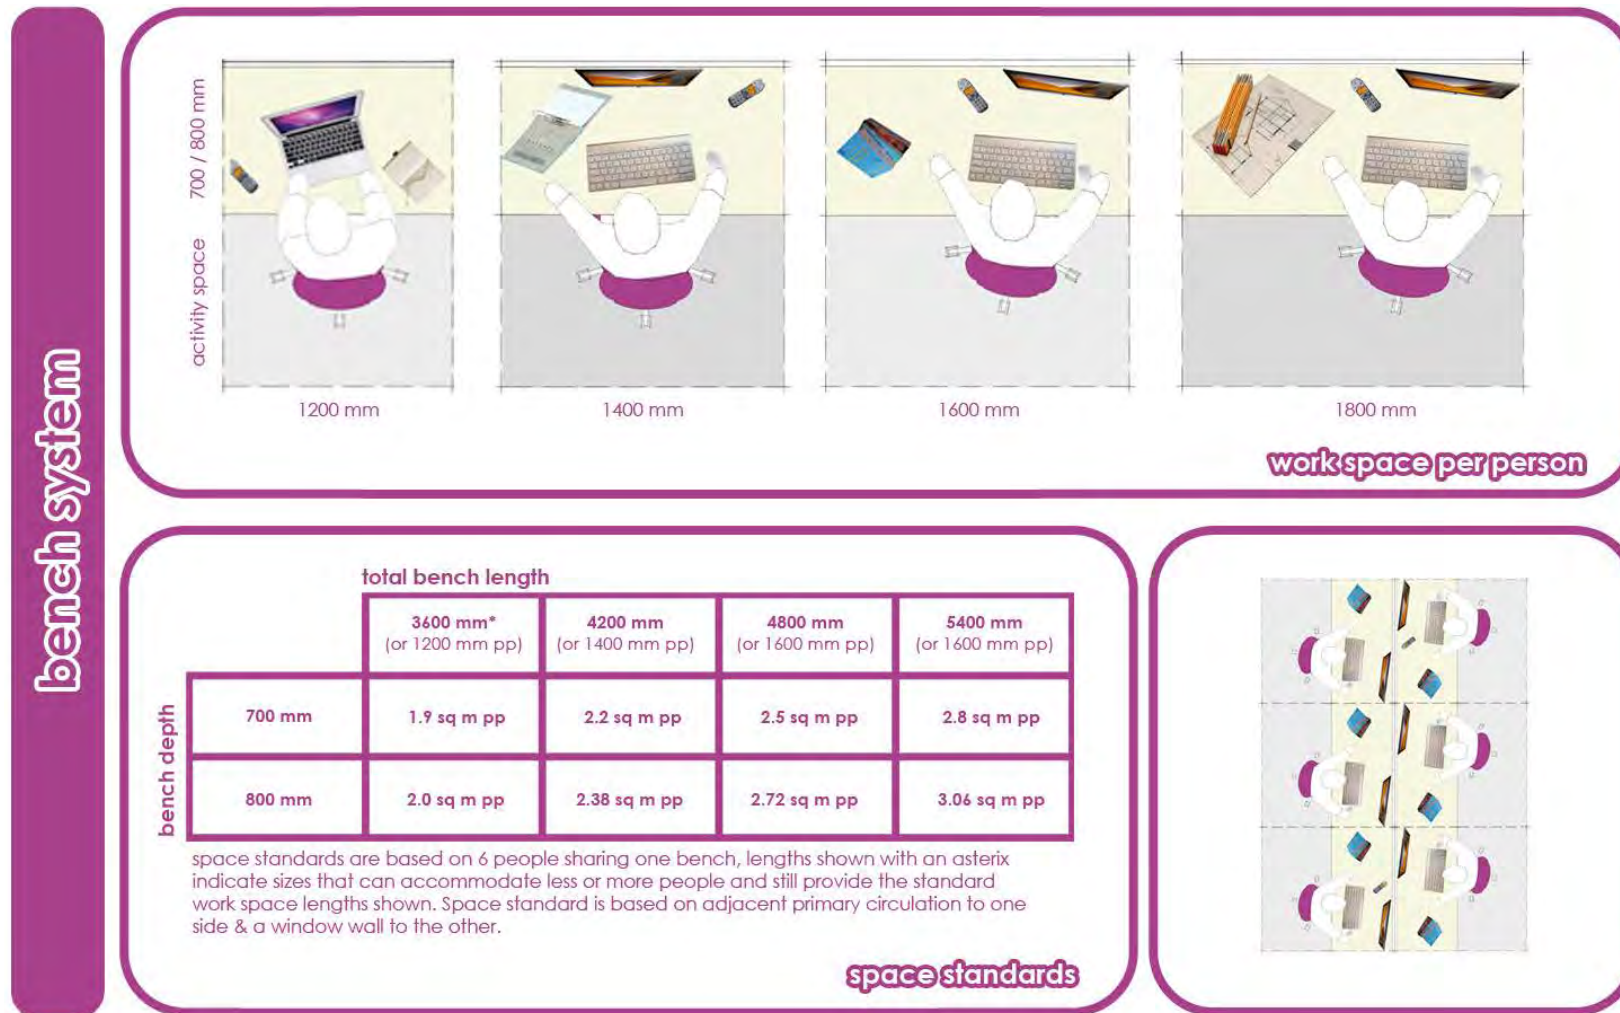 bench system
700 / 800 mm
activity space
1200 mm
1400 mm
1600 mm
1800 mm
work space per person
total bench length
3600 mm*
(or 1200 mm pp)
4200 mm
(or 1400 mm pp)
4800 mm
(or 1600 mm pp)
5400 mm
(or 1600 mm pp)
bench depth
700 mm
1.9 sq m pp
2.2 sq m pp
2.5 sq m pp
2.8 sq m pp
800 mm
2.0 sq m pp
2.38 sq m pp
2.72 sq m pp
3.06 sq m pp
space standards are based on 6 people sharing one bench, lengths shown with an asterix
indicate sizes that can accommodate less or more people and still provide the standard
work space lengths shown. Space standard is based on adjacent primary circulation to one
side & a window wall to the other.
space standards